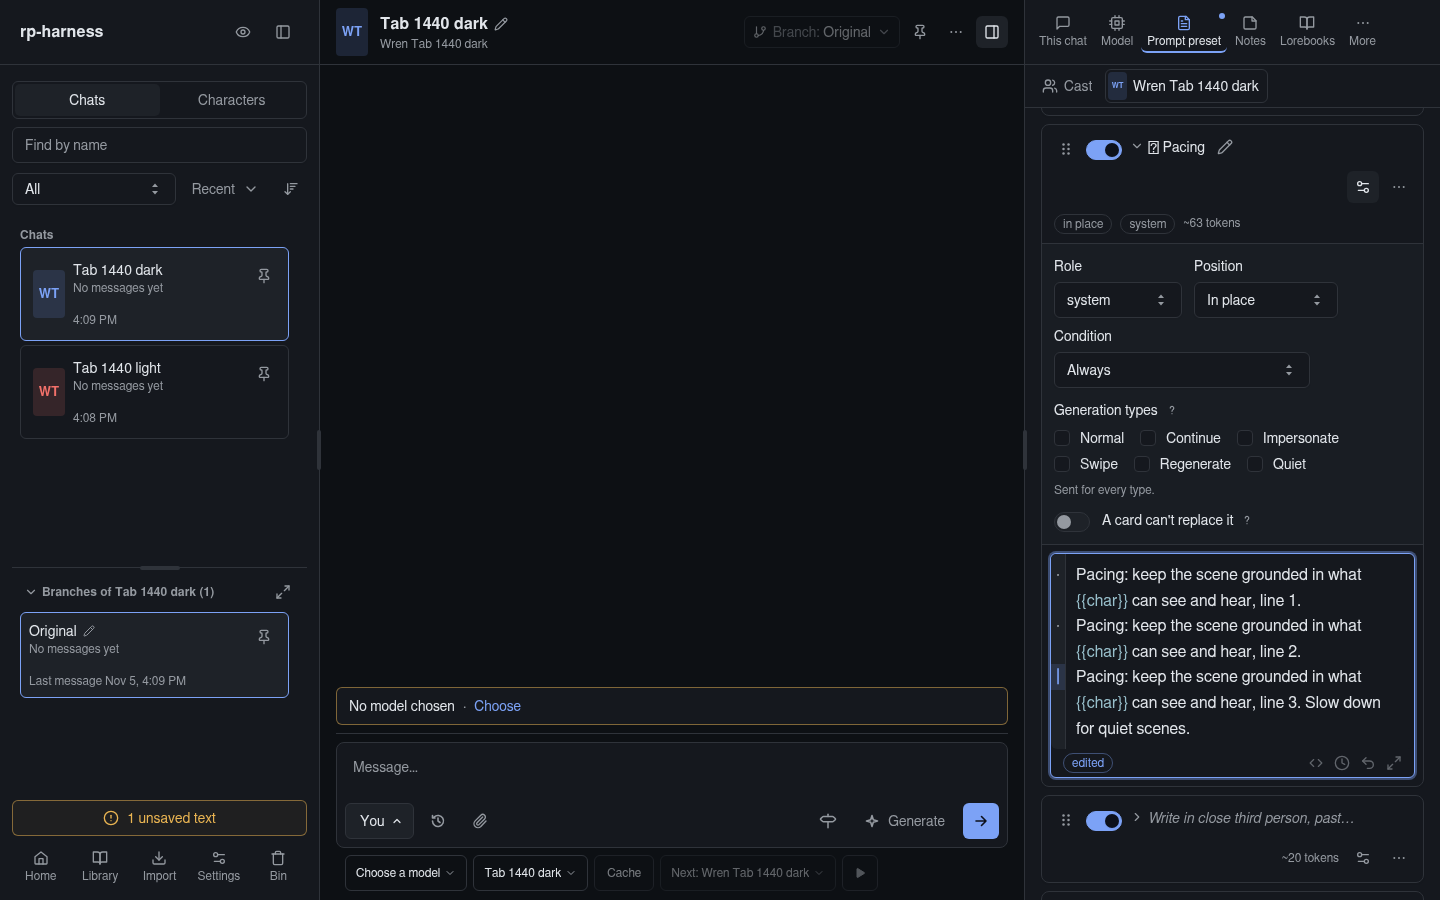 rp-harness
Chats
Characters
Find by name
All
Recent
Chats
WT
Tab 1440 dark
No messages yet
4:09 PM
WT
Tab 1440 light
No messages yet
4:08 PM
Branches of Tab 1440 dark (1)
Original
No messages yet
Last message Nov 5, 4:09 PM
1 unsaved text
Home
Library
Import
Settings
Bin
WT
Tab 1440 dark
Wren Tab 1440 dark
Branch: Original
No model chosen · Choose
Message...
You
Generate
Choose a model
Tab 1440 dark
Cache
Next: Wren Tab 1440 dark
This chat
Model
Prompt preset
Notes
Lorebooks
More
Cast
WT
Wren Tab 1440 dark
Pacing
in place
system
~63 tokens
Role
Position
system
In place
Condition
Always
Generation types ?
Normal
Continue
Impersonate
Swipe
Regenerate
Quiet
Sent for every type.
A card can't replace it ?
Pacing: keep the scene grounded in what
{{char}} can see and hear, line 1.
Pacing: keep the scene grounded in what
{{char}} can see and hear, line 2.
Pacing: keep the scene grounded in what
{{char}} can see and hear, line 3. Slow down
for quiet scenes.
edited
Write in close third person, past…
~20 tokens